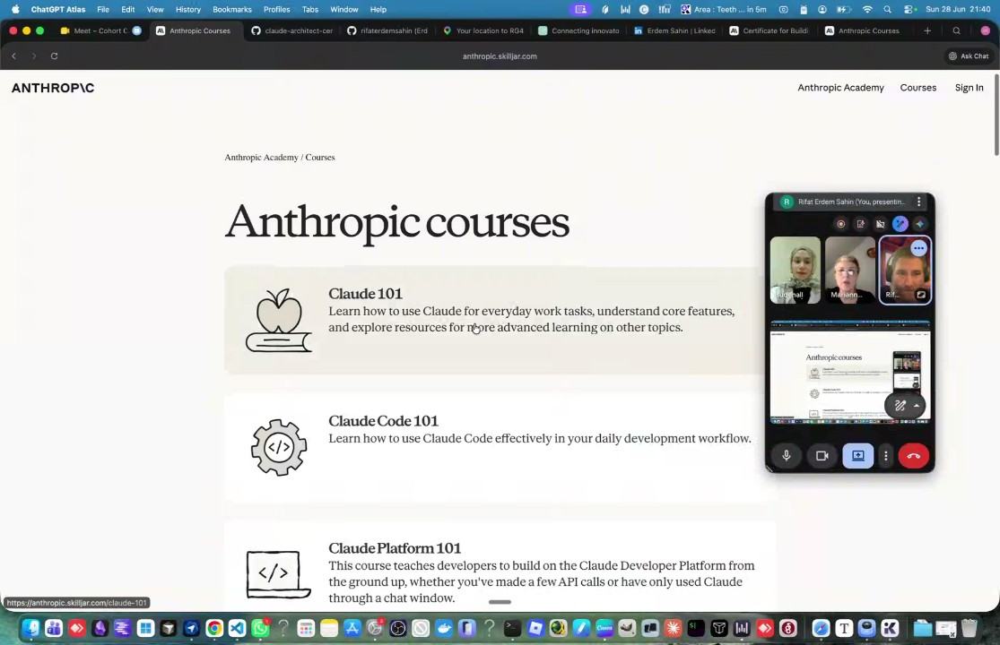 ChatGPT Atlas File Edit View History Bookmarks Profiles Tabs Window Help
Area : Teeth ... in 5m
Sun 28 Jun 21:40
Meet – Cohort C
Anthropic Courses
claude-architect-cer
rifaterdemsahin (Erd
Your location to RG4
Connecting innovato
Erdem Sahin | Linked
Certificate for Buildi
Anthropic Courses
anthropic.skilljar.com
Ask Chat
ANTHROP\C
Anthropic Academy Courses Sign In
Anthropic Academy / Courses
Anthropic courses
Claude 101
Learn how to use Claude for everyday work tasks, understand core features,
and explore resources for more advanced learning on other topics.
Claude Code 101
Learn how to use Claude Code effectively in your daily development workflow.
Claude Platform 101
This course teaches developers to build on the Claude Developer Platform from
the ground up, whether you've made a few API calls or have only used Claude
through a chat window.
R Rifat Erdem Sahin (You, presentin...
Mariann...
Rif...
Anthropic courses
https://anthropic.skilljar.com/claude-101